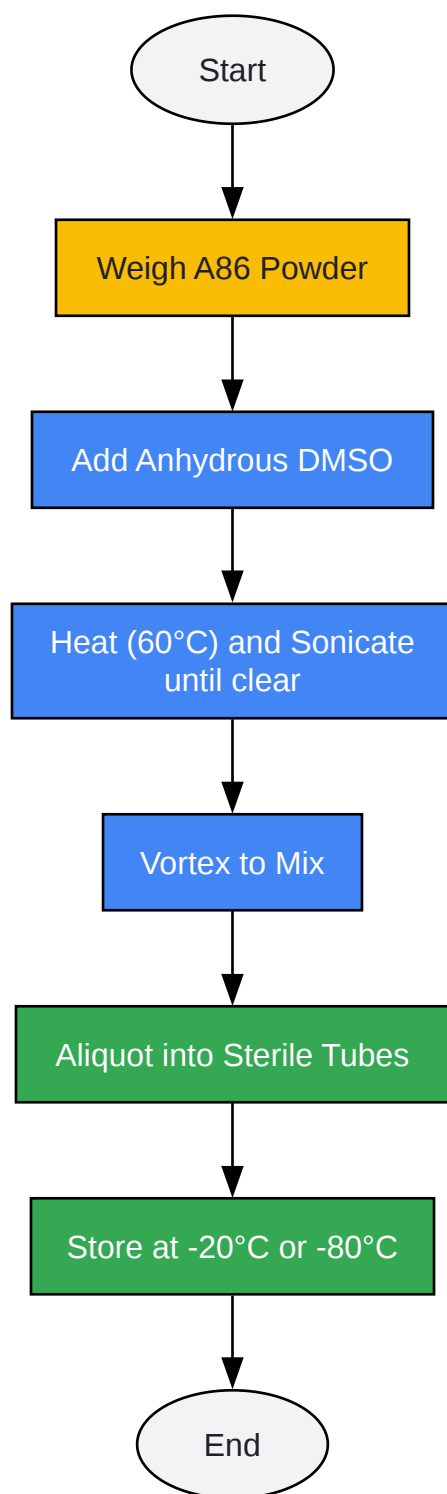 Start
Weigh A86 Powder
Add Anhydrous DMSO
Heat (60°C) and Sonicate
until clear
Vortex to Mix
Aliquot into Sterile Tubes
Store at -20°C or -80°C
End